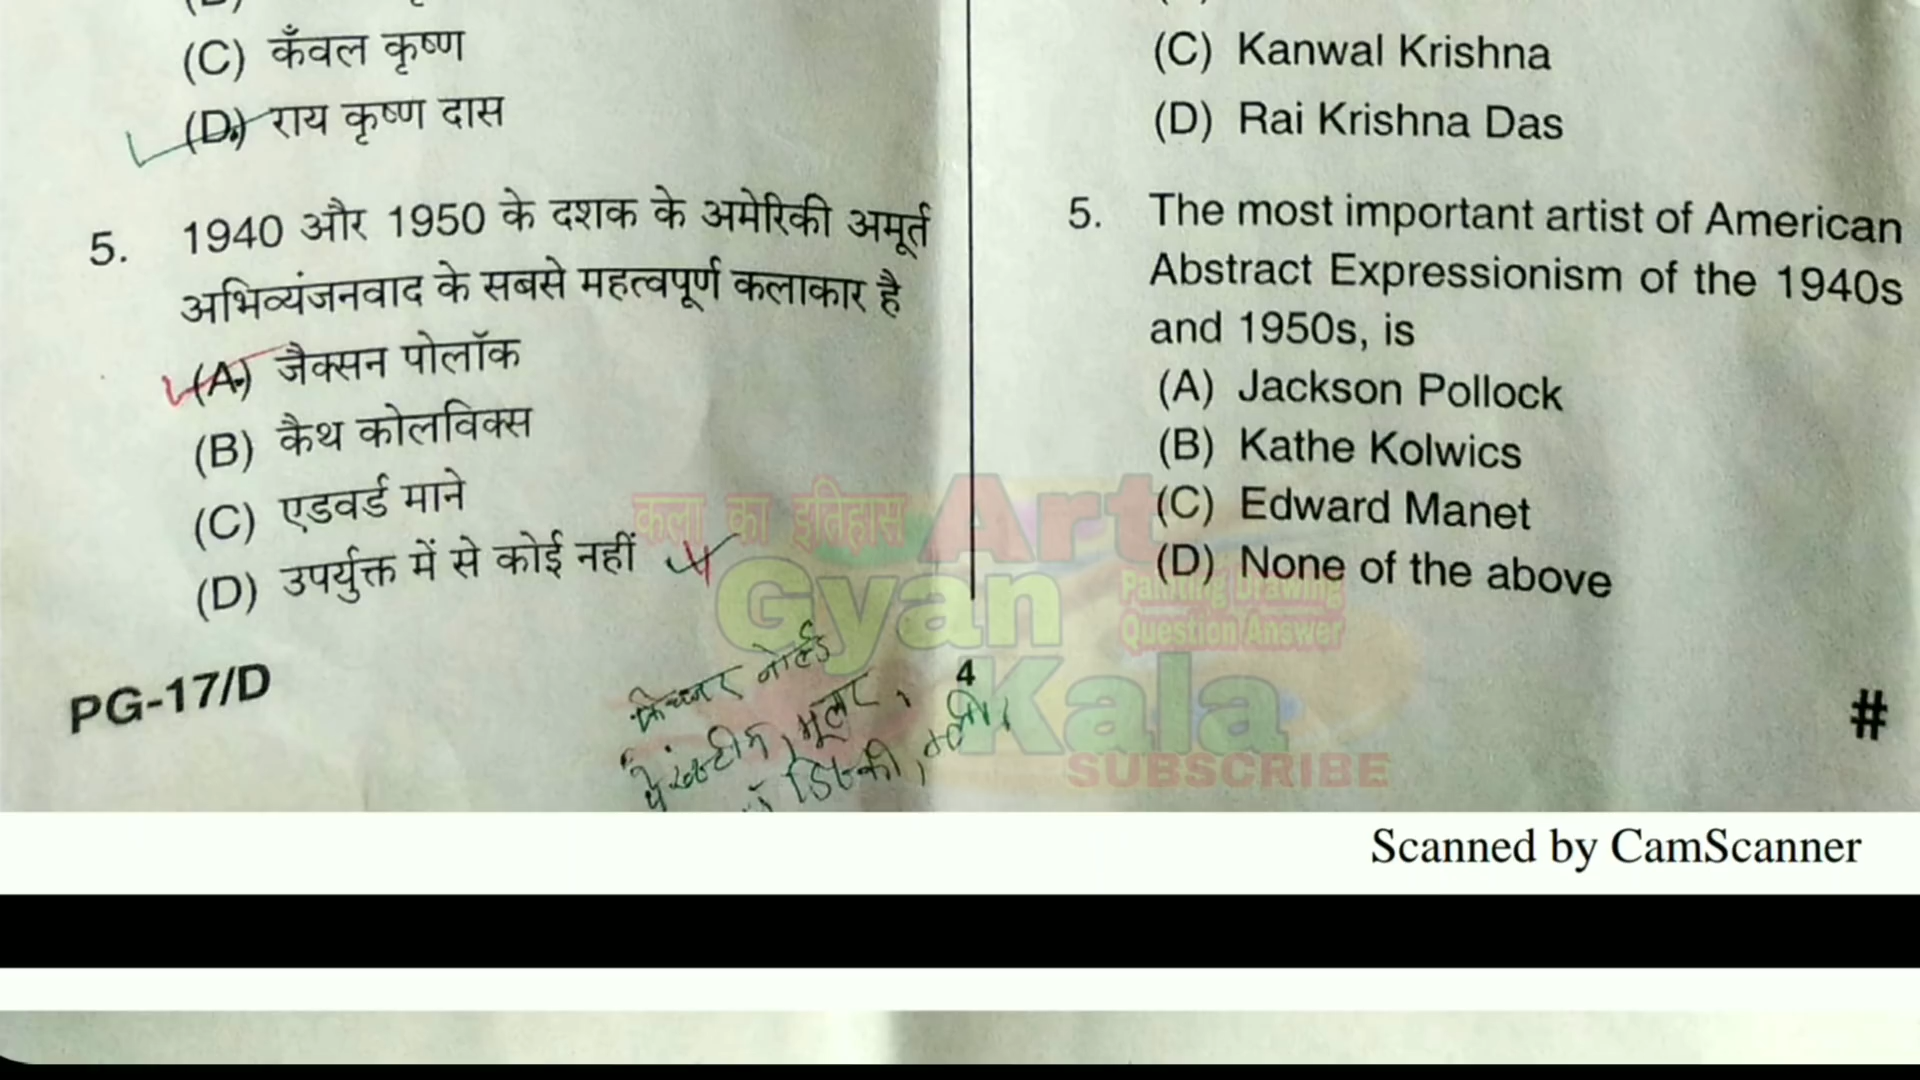 (C) कँवल कृष्ण
(D) राय कृष्ण दास
5. 1940 और 1950 के दशक के अमेरिकी अमूर्त
अभिव्यंजनवाद के सबसे महत्वपूर्ण कलाकार है
(A) जैक्सन पोलॉक
(B) कैथ कोलविक्स
(C) एडवर्ड माने
(D) उपर्युक्त में से कोई नहीं
PG-17/D
(C) Kanwal Krishna
(D) Rai Krishna Das
5. The most important artist of American
Abstract Expressionism of the 1940s
and 1950s, is
(A) Jackson Pollock
(B) Kathe Kolwics
(C) Edward Manet
(D) None of the above
4
#
कला का इतिहास
Art
Gyan
Kala
Painting Drawing
Question Answer
SUBSCRIBE
Scanned by CamScanner